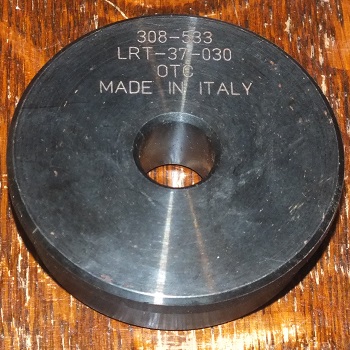 308-533
LRT-37-030
OTC
MADE IN ITALY